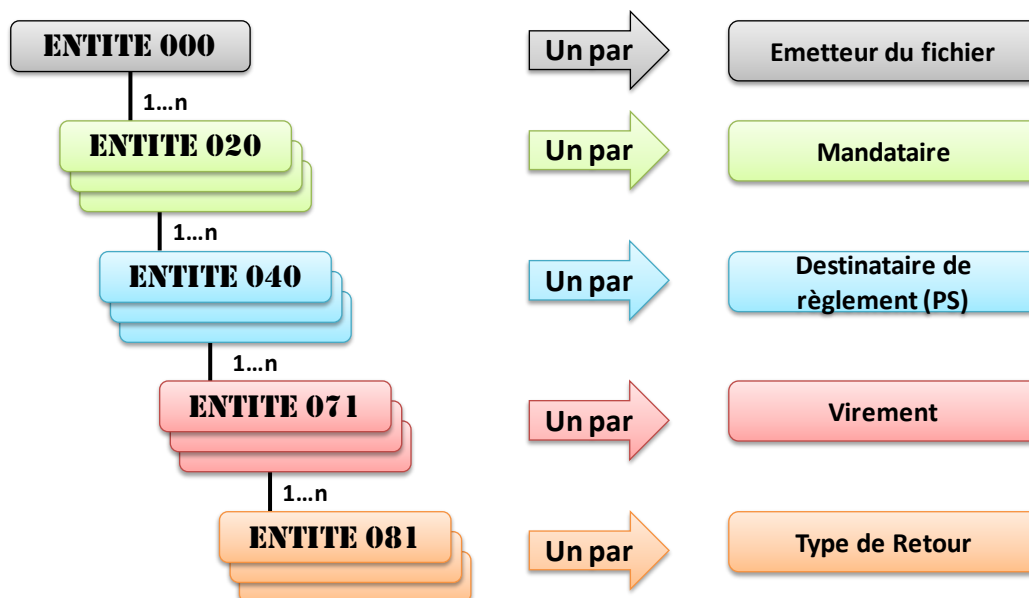 ENTITE 000
Un par
Emetteur du fichier
1…n
ENTITE 020
Un par
Mandataire
1…n
ENTITE 040
Un par
Destinataire de
règlement (PS)
1…n
ENTITE 071
Un par
Virement
1…n
ENTITE 081
Un par
Type de Retour